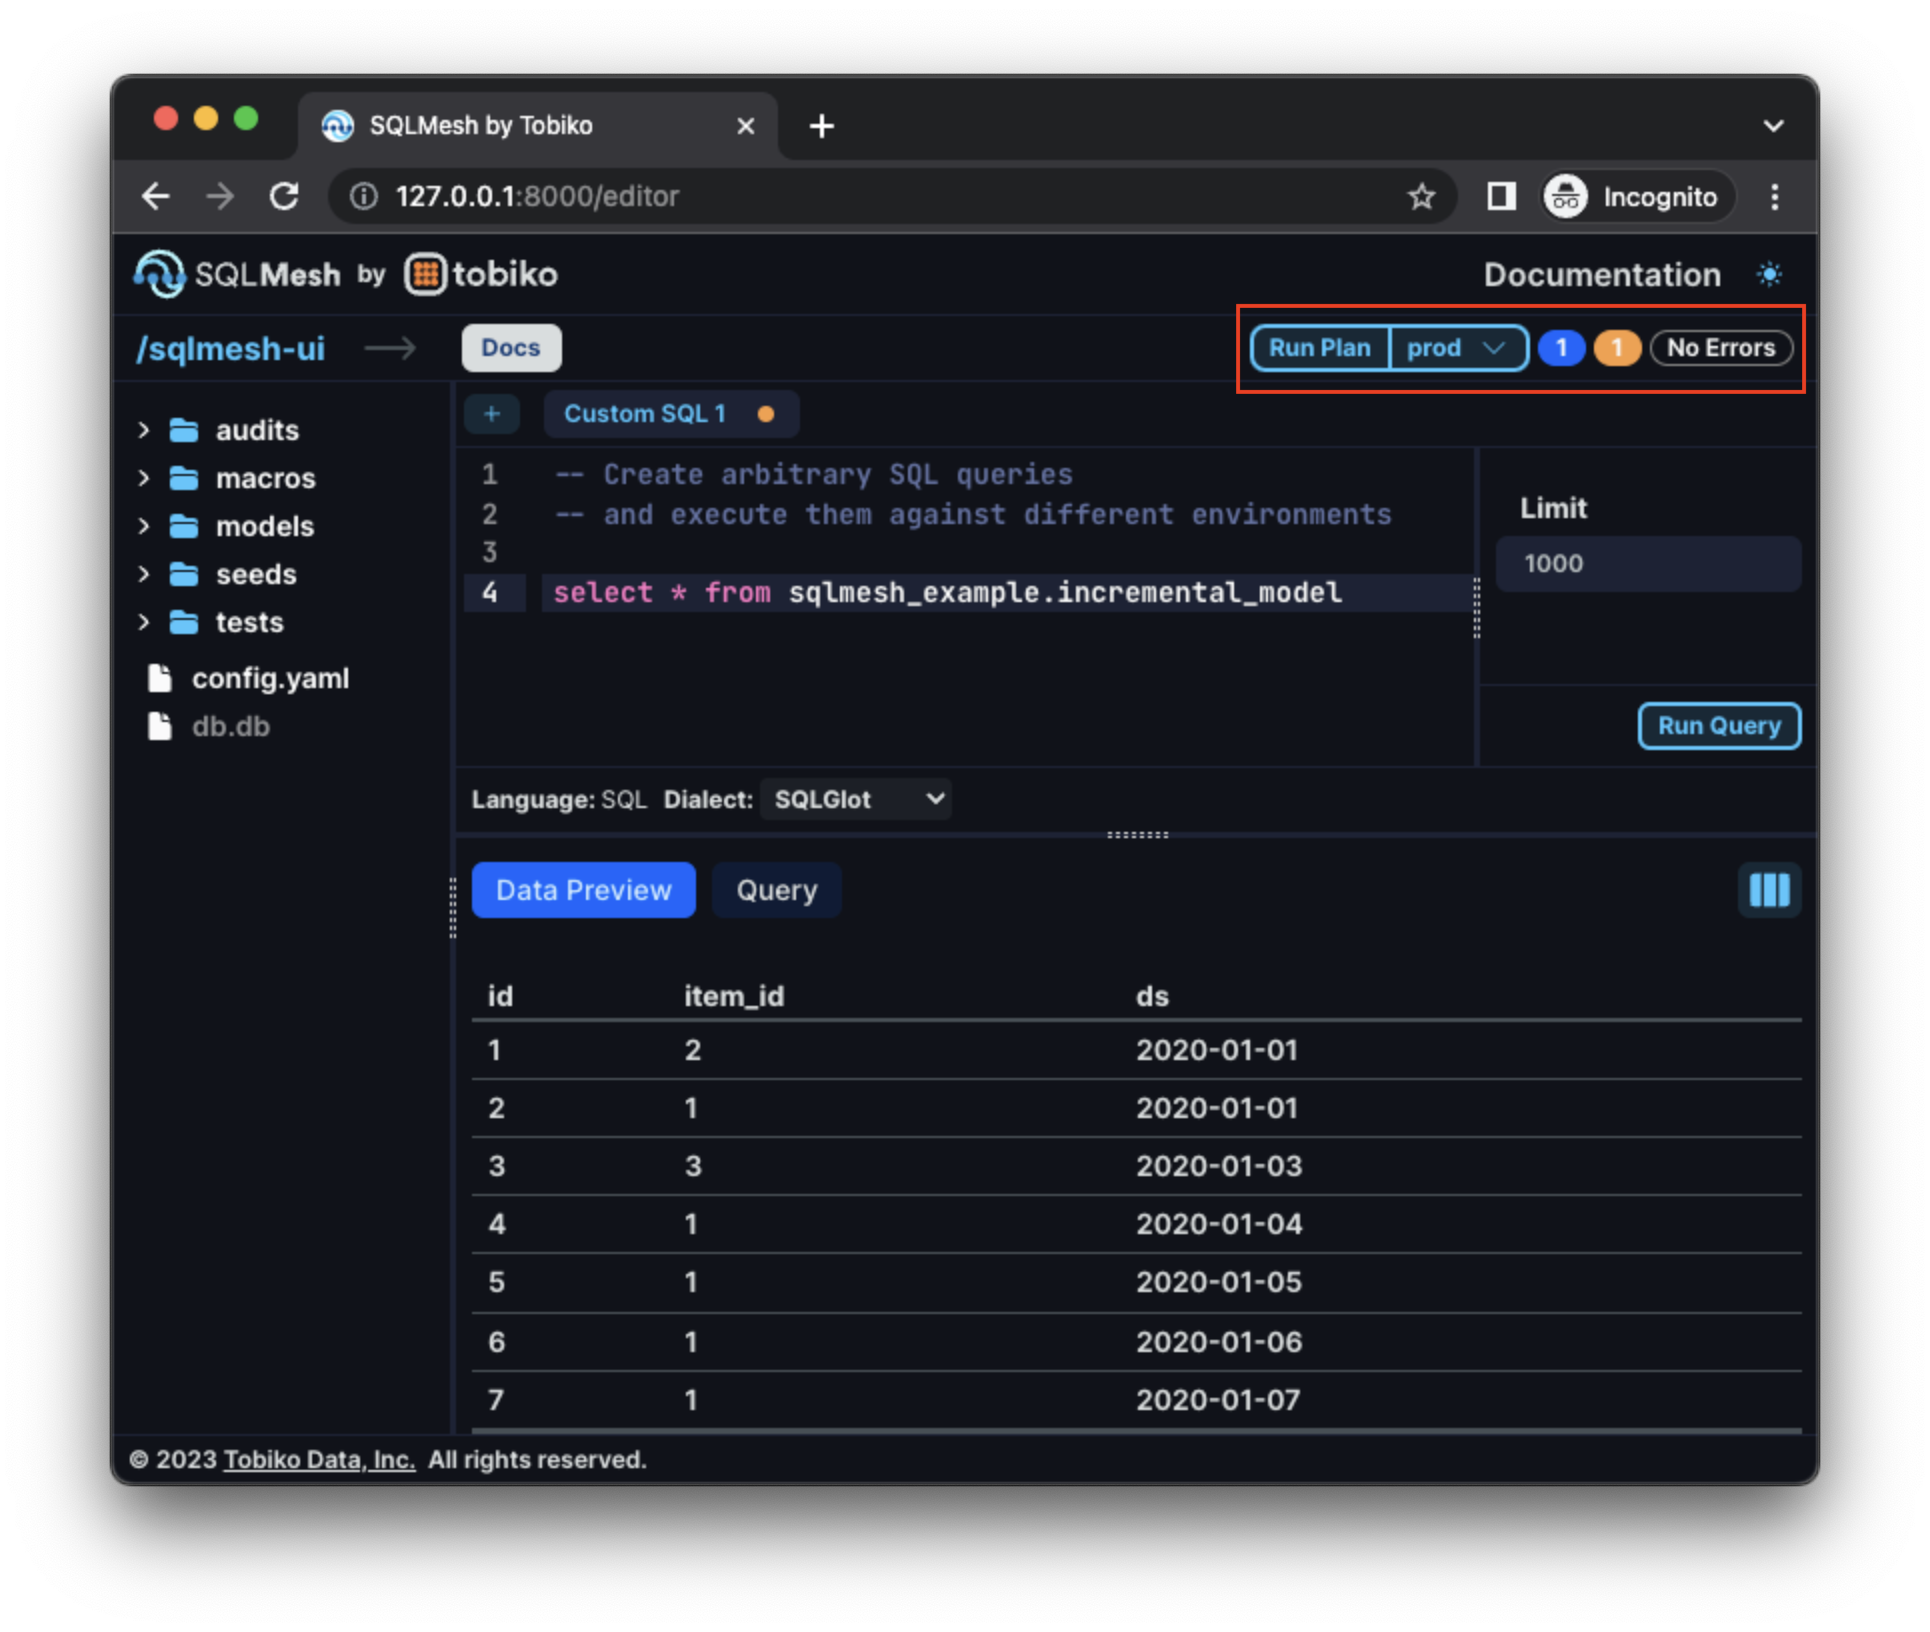 SQLMesh by Tobiko
127.0.0.1:8000/editor
Incognito
SQLMesh by tobiko
Documentation
/sqlmesh-ui
Docs
Run Plan prod 1 1 No Errors
audits
macros
models
seeds
tests
config.yaml
db.db
+ Custom SQL 1
1 -- Create arbitrary SQL queries
2 -- and execute them against different environments
3
4 select * from sqlmesh_example.incremental_model
Limit
1000
Run Query
Language: SQL Dialect: SQLGlot
Data Preview Query
id item_id ds
1 2 2020-01-01
2 1 2020-01-01
3 3 2020-01-03
4 1 2020-01-04
5 1 2020-01-05
6 1 2020-01-06
7 1 2020-01-07
© 2023 Tobiko Data, Inc. All rights reserved.